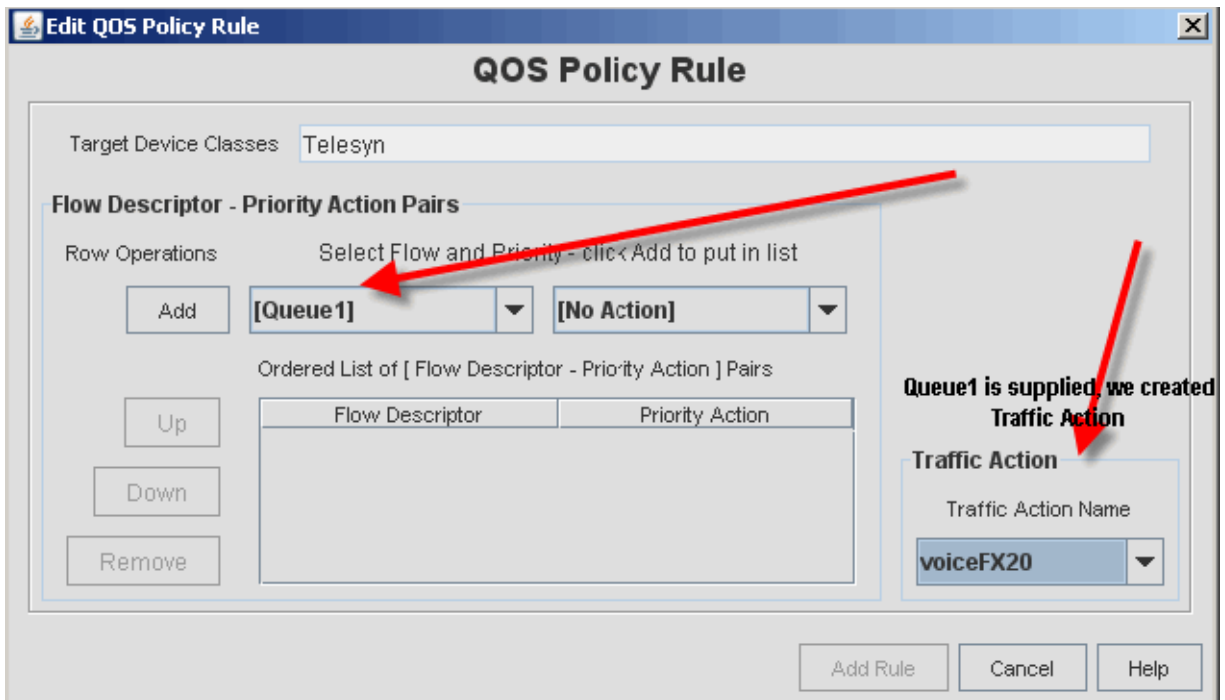 Edit QOS Policy Rule
QOS Policy Rule
Target Device Classes Telesyn
Flow Descriptor - Priority Action Pairs
Row Operations Select Flow and Priority - click Add to put in list
Add [Queue1] [No Action]
Ordered List of [ Flow Descriptor - Priority Action ] Pairs
Flow Descriptor Priority Action
Up
Down
Remove
Queue1 is supplied, we created
Traffic Action
Traffic Action
Traffic Action Name
voiceFX20
Add Rule Cancel Help